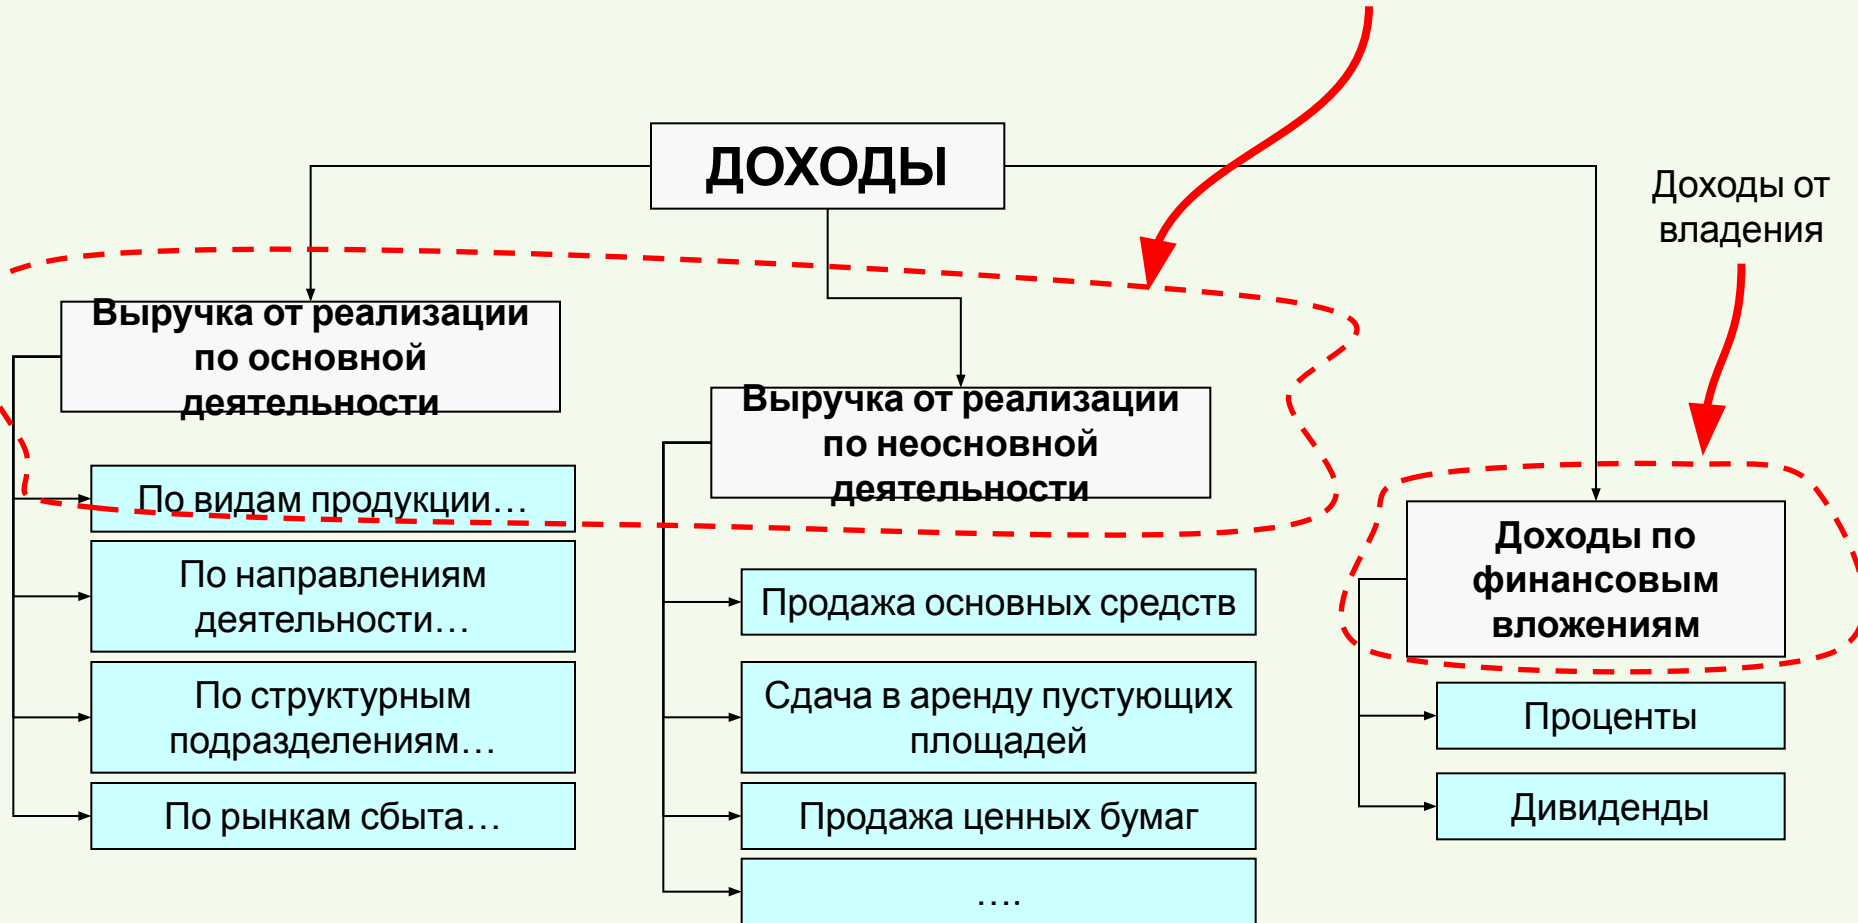 ДОХОДЫ
Доходы от
владения
Выручка от реализации
по основной
деятельности
По видам продукции…
По направлениям
деятельности…
По структурным
подразделениям…
По рынкам сбыта…
Выручка от реализации
по неосновной
деятельности
Продажа основных средств
Сдача в аренду пустующих
площадей
Продажа ценных бумаг
….
Доходы по
финансовым
вложениям
Проценты
Дивиденды